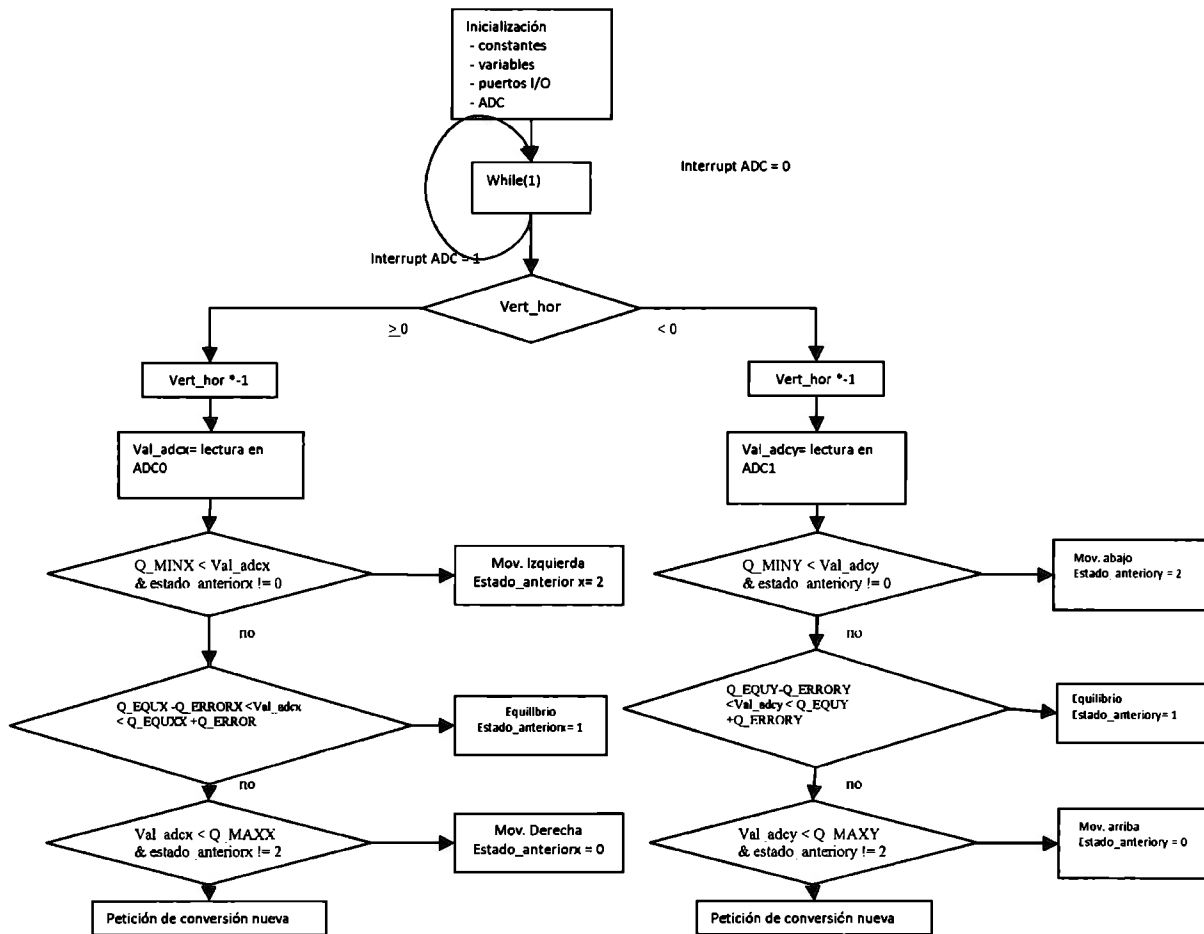 Inicialización
- constantes
- variables
- puertos I/O
- ADC
While(1)
Interrupt ADC = 0
Interrupt ADC = 1
Vert_hor
≥ 0
< 0
Vert_hor *-1
Vert_hor *-1
Val_adcx= lectura en
ADC0
Val_adcy= lectura en
ADC1
Q_MINX < Val_adcx
& estado_anteriorx != 0
Mov. Izquierda
Estado_anterior x= 2
Q_MINY < Val_adcy
& estado_anteriory != 0
Mov. abajo
Estado_anteriory = 2
no
no
Q_EQUX -Q_ERRORX <Val_adcx
< Q_EQUXX +Q_ERROR
Equilibrio
Estado_anteriorx= 1
Q_EQUY-Q_ERRORY
<Val_adcy < Q_EQUY
+Q_ERRORY
Equilibrio
Estado_anteriory= 1
no
no
Val_adcx < Q_MAXX
& estado_anteriorx != 2
Mov. Derecha
Estado_anteriorx = 0
Val_adcy < Q_MAXY
& estado_anteriory != 2
Mov. arriba
Estado_anteriory = 0
Petición de conversión nueva
Petición de conversión nueva